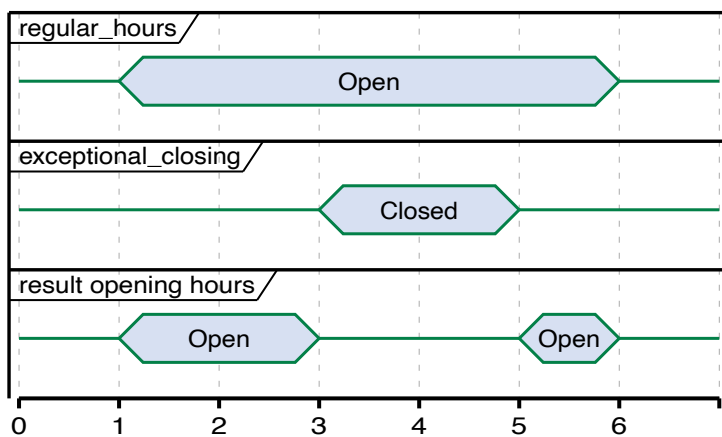 regular_hours
Open
exceptional_closing
Closed
result opening hours
Open Open
0 1 2 3 4 5 6